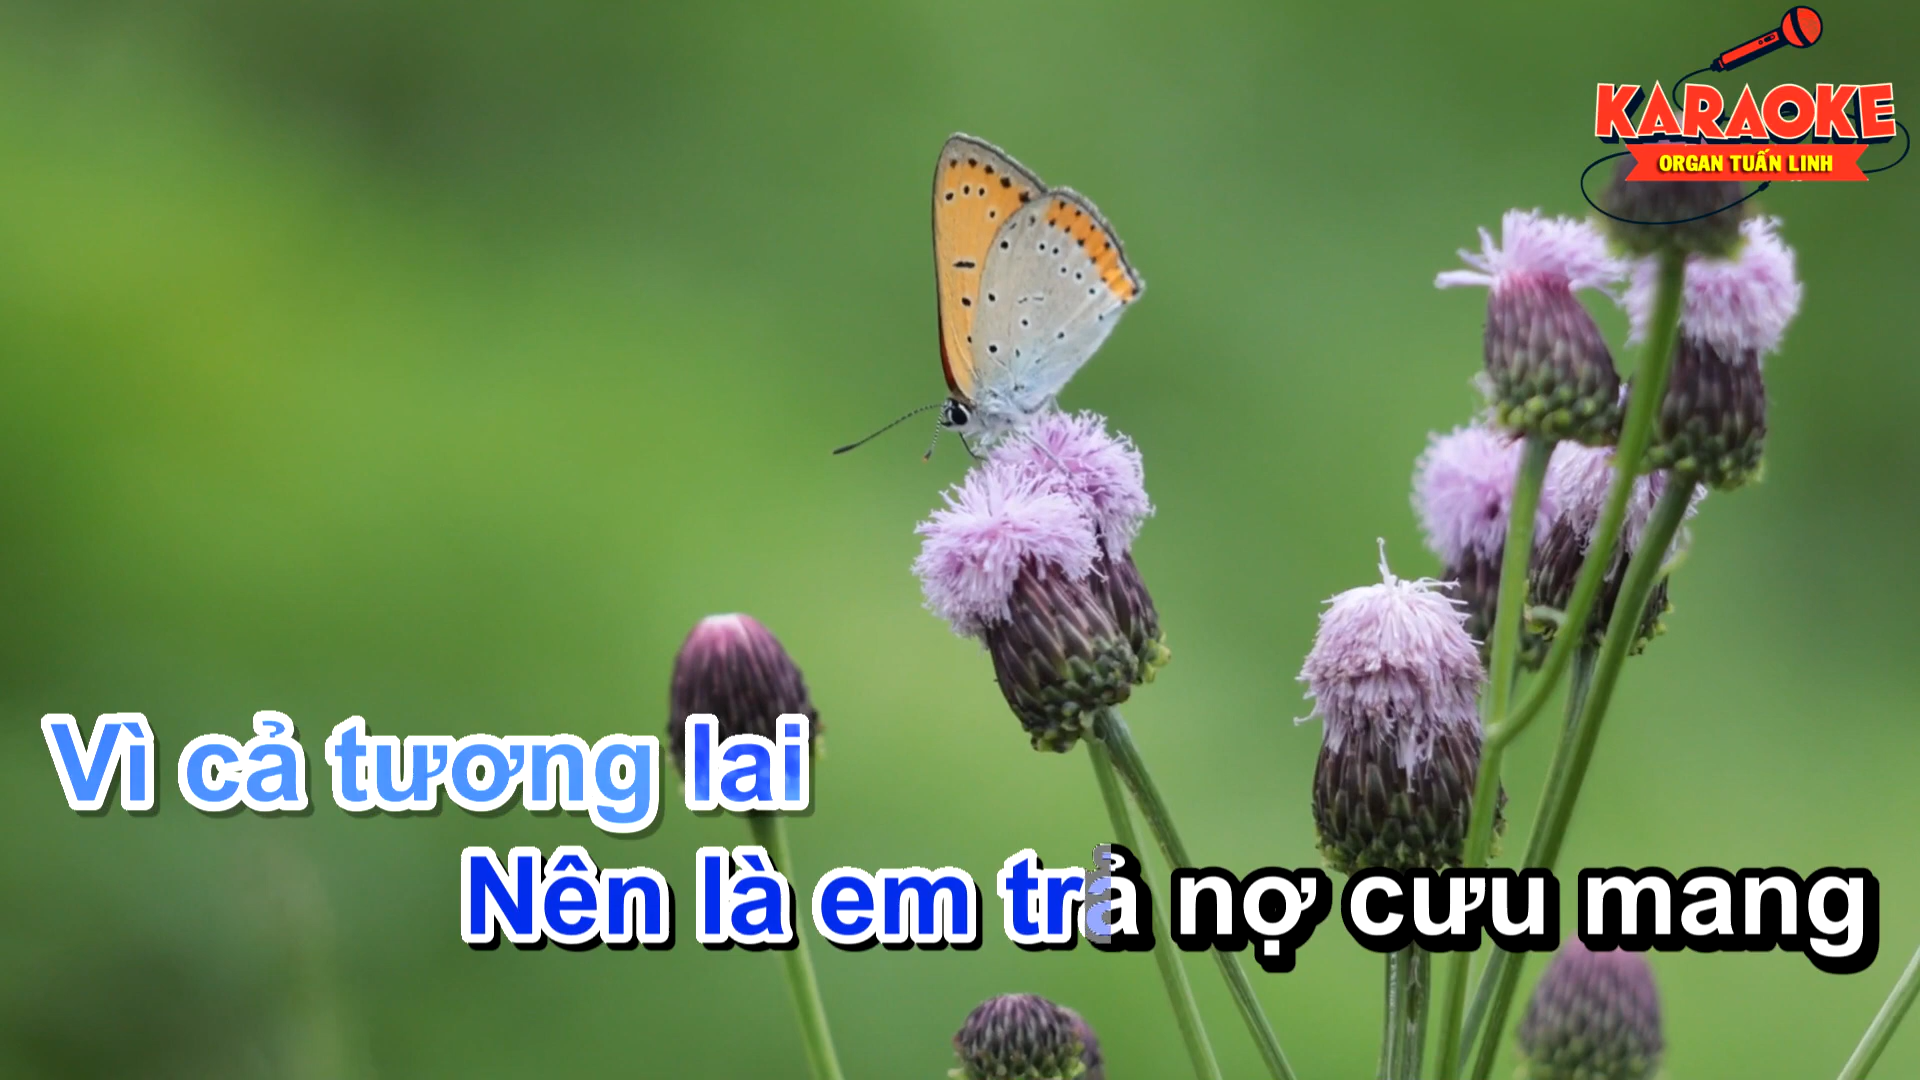 KARAOKE
ORGAN TUẤN LINH
Vì cả tương lai
Nên là em trả nợ cưu mang